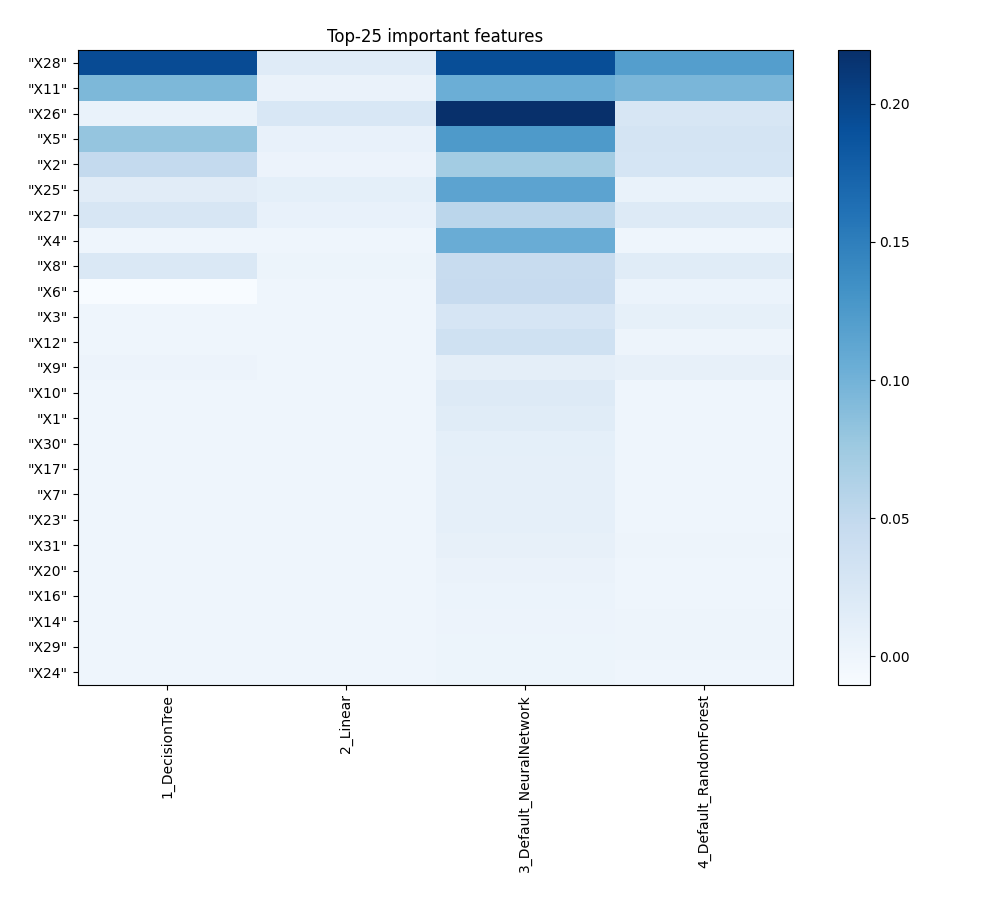 Top-25 important features
"X28"
"X11"
"X26"
"X5"
"X2"
"X25"
"X27"
"X4"
"X8"
"X6"
"X3"
"X12"
"X9"
"X10"
"X1"
"X30"
"X17"
"X7"
"X23"
"X31"
"X20"
"X16"
"X14"
"X29"
"X24"
1_DecisionTree
2_Linear
3_Default_NeuralNetwork
4_Default_RandomForest
0.20
0.15
0.10
0.05
0.00